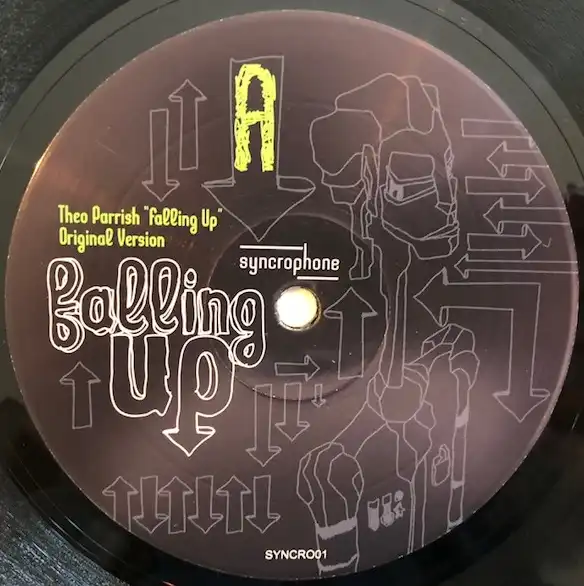 A
Theo Parrish "Falling Up"
Original Version
syncrophone
falling
up
SYNCRO01